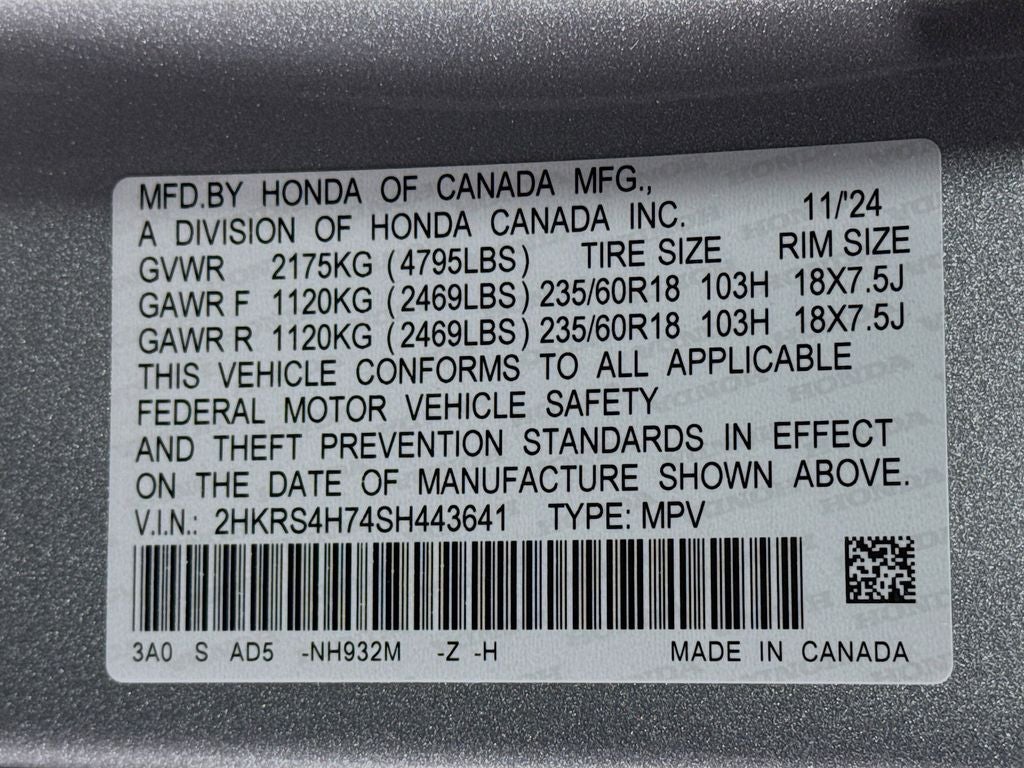 MFD.BY HONDA OF CANADA MFG.,
A DIVISION OF HONDA CANADA INC. 11/'24
GVWR 2175KG (4795LBS) TIRE SIZE RIM SIZE
GAWR F 1120KG (2469LBS) 235/60R18 103H 18X7.5J
GAWR R 1120KG (2469LBS) 235/60R18 103H 18X7.5J
THIS VEHICLE CONFORMS TO ALL APPLICABLE
FEDERAL MOTOR VEHICLE SAFETY
AND THEFT PREVENTION STANDARDS IN EFFECT
ON THE DATE OF MANUFACTURE SHOWN ABOVE.
V.I.N.: 2HKRS4H74SH443641 TYPE: MPV
3A0 S AD5 -NH932M -Z -H MADE IN CANADA